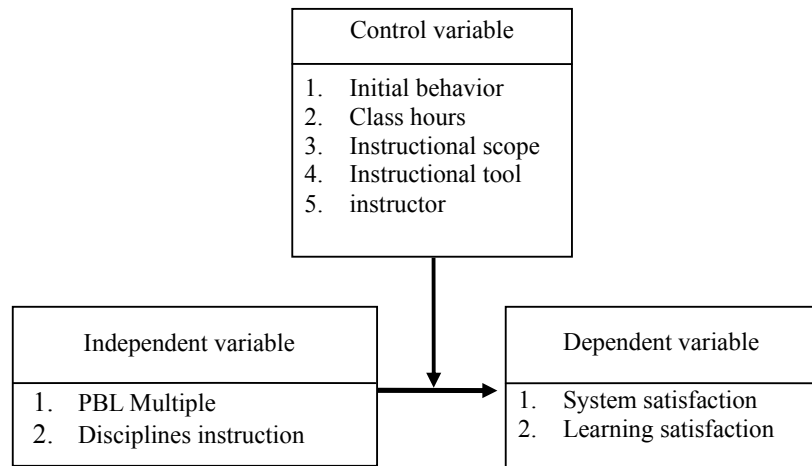 Control variable
1. Initial behavior
2. Class hours
3. Instructional scope
4. Instructional tool
5. instructor
Independent variable
1. PBL Multiple
2. Disciplines instruction
Dependent variable
1. System satisfaction
2. Learning satisfaction